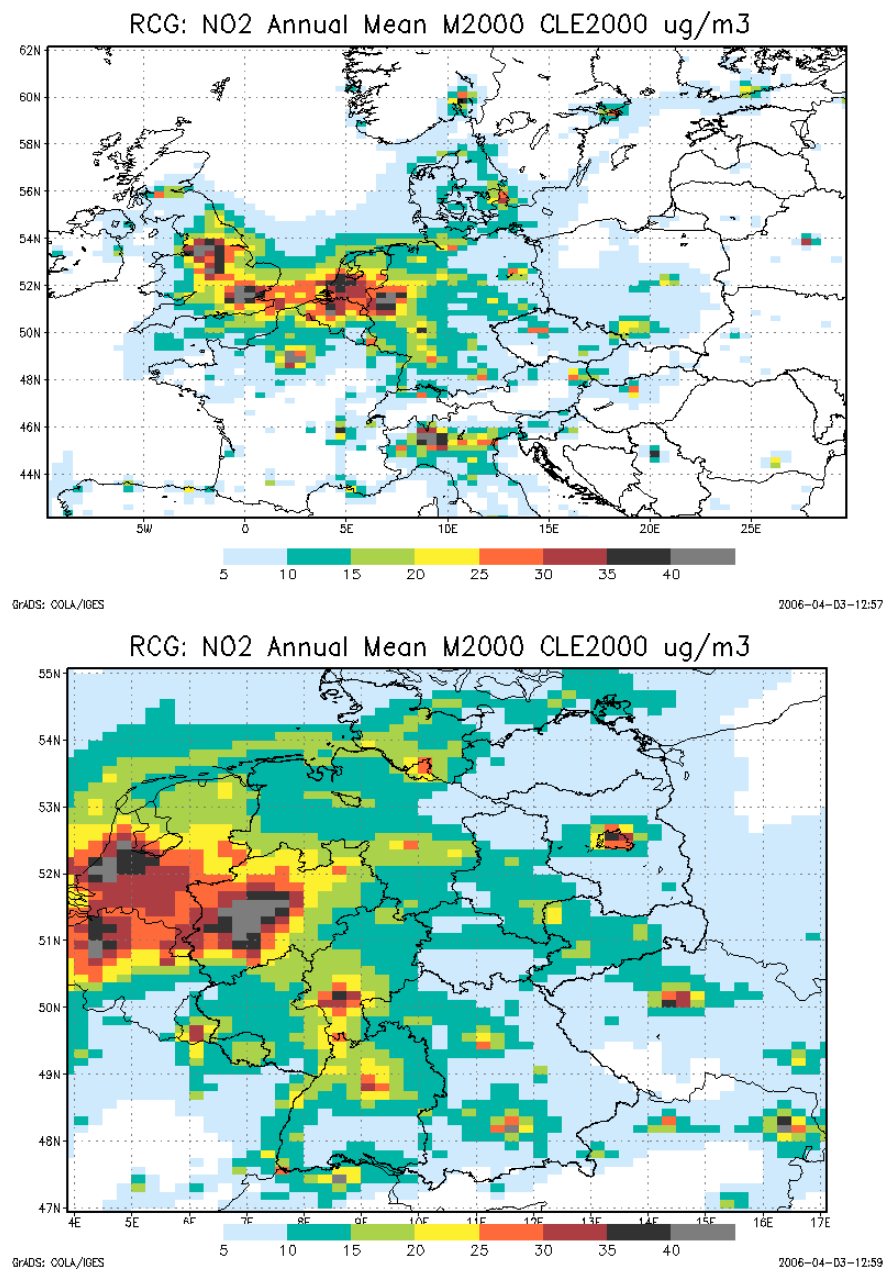 RCG: NO2 Annual Mean M2000 CLE2000 ug/m3
62N
60N
58N
56N
54N
52N
50N
48N
46N
44N
5W 0 5E 10E 15E 20E 25E
5 10 15 20 25 30 35 40
GrADS: COLA/IGES 2006-04-03-12:57
RCG: NO2 Annual Mean M2000 CLE2000 ug/m3
55N
54N
53N
52N
51N
50N
49N
48N
47N
4E 5E 6E 7E 8E 9E 10E 11E 12E 13E 14E 15E 16E 17E
5 10 15 20 25 30 35 40
GrADS: COLA/IGES 2006-04-03-12:59